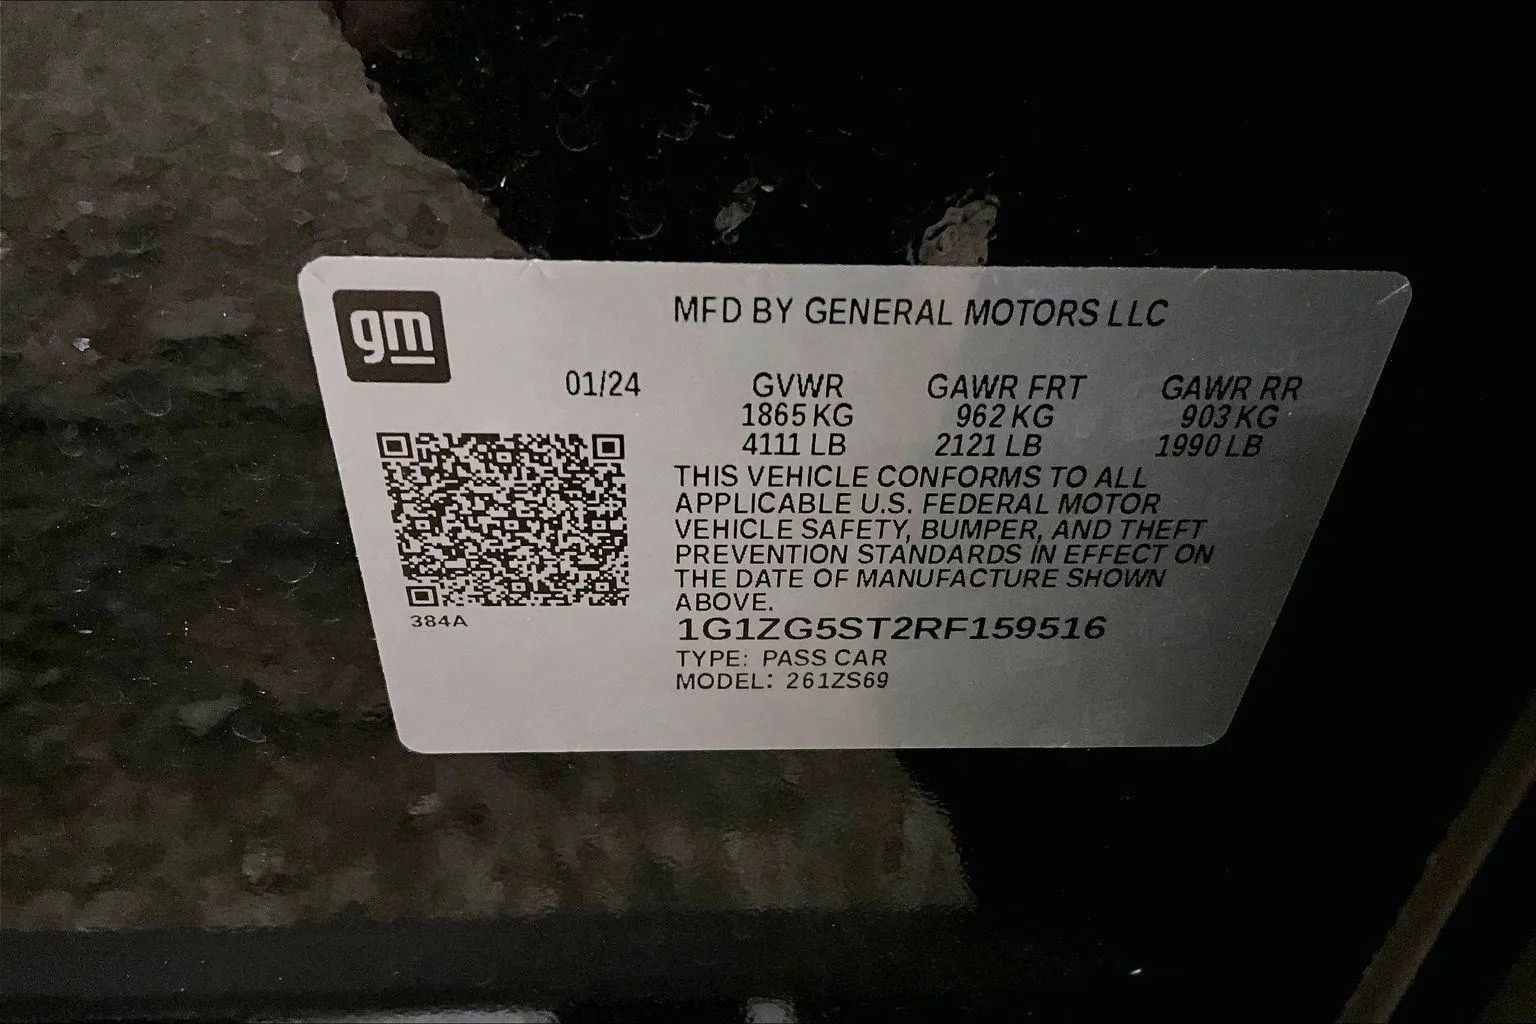 gm
MFD BY GENERAL MOTORS LLC
01/24 GVWR GAWR FRT GAWR RR
1865 KG 962 KG 903 KG
4111 LB 2121 LB 1990 LB
THIS VEHICLE CONFORMS TO ALL
APPLICABLE U.S. FEDERAL MOTOR
VEHICLE SAFETY, BUMPER, AND THEFT
PREVENTION STANDARDS IN EFFECT ON
THE DATE OF MANUFACTURE SHOWN
ABOVE.
384A
1G1ZG5ST2RF159516
TYPE: PASS CAR
MODEL: 261ZS69